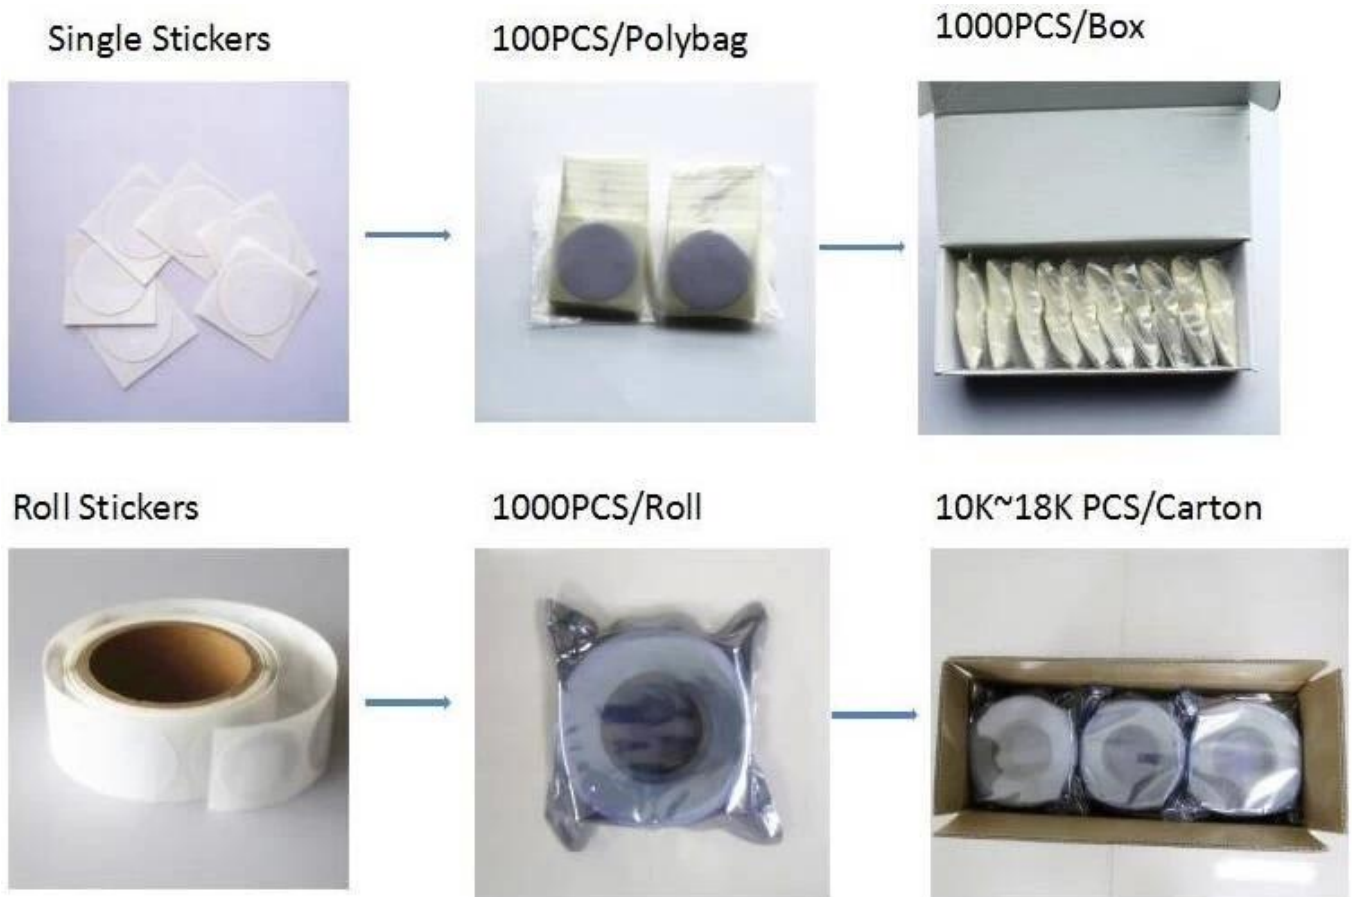 Single Stickers
100PCS/Polybag
1000PCS/Box
Roll Stickers
1000PCS/Roll
10K~18K PCS/Carton